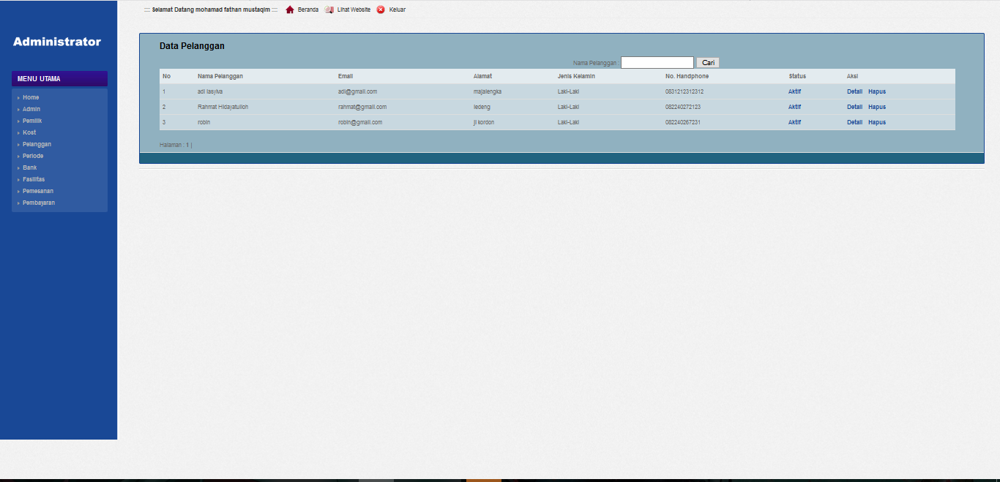 ::::: Selamat Datang mohamad fathan mustaqim ::::: Beranda Lihat Website Keluar
Administrator
MENU UTAMA
Home
Admin
Pemilik
Kost
Pelanggan
Periode
Bank
Fasilitas
Pemesanan
Pembayaran
Data Pelanggan
Nama Pelanggan : Cari
No Nama Pelanggan Email Alamat Jenis Kelamin No. Handphone Status Aksi
1 adi lasylva adi@gmail.com majalengka Laki-Laki 0831212312312 Aktif Detail Hapus
2 Rahmat Hidayatulloh rahmat@gmail.com ledeng Laki-Laki 082240272123 Aktif Detail Hapus
3 robin robin@gmail.com jl kordon Laki-Laki 082240267231 Aktif Detail Hapus
Halaman : 1 |